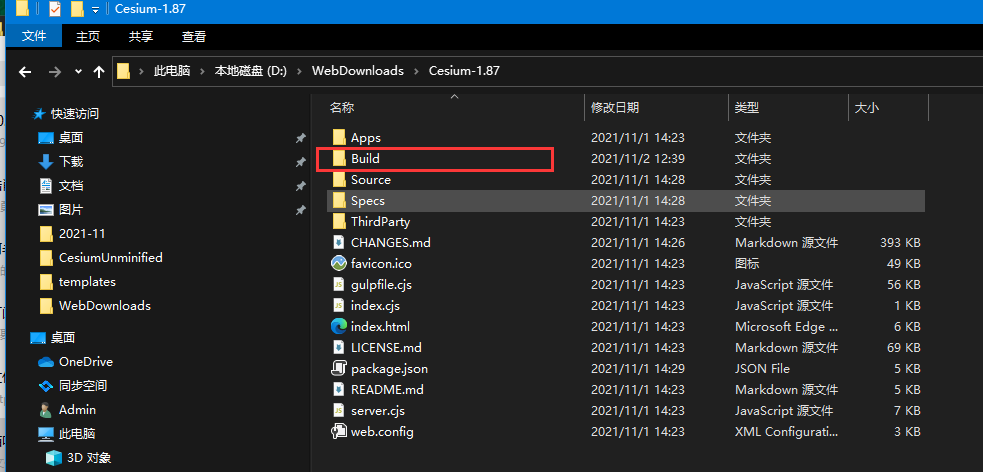 Cesium-1.87
文件 主页 共享 查看
此电脑 本地磁盘 (D:) WebDownloads Cesium-1.87
快速访问
桌面
下载
文档
图片
2021-11
CesiumUnminified
templates
WebDownloads
桌面
OneDrive
同步空间
Admin
此电脑
3D 对象
名称 修改日期 类型 大小
Apps 2021/11/1 14:23 文件夹
Build 2021/11/2 12:39 文件夹
Source 2021/11/1 14:28 文件夹
Specs 2021/11/1 14:28 文件夹
ThirdParty 2021/11/1 14:23 文件夹
CHANGES.md 2021/11/1 14:26 Markdown 源文件 393 KB
favicon.ico 2021/11/1 14:23 图标 49 KB
gulpfile.cjs 2021/11/1 14:23 JavaScript 源文件 56 KB
index.cjs 2021/11/1 14:23 JavaScript 源文件 1 KB
index.html 2021/11/1 14:23 Microsoft Edge ... 6 KB
LICENSE.md 2021/11/1 14:23 Markdown 源文件 69 KB
package.json 2021/11/1 14:29 JSON File 5 KB
README.md 2021/11/1 14:23 Markdown 源文件 5 KB
server.cjs 2021/11/1 14:23 JavaScript 源文件 7 KB
web.config 2021/11/1 14:23 XML Configurati... 3 KB